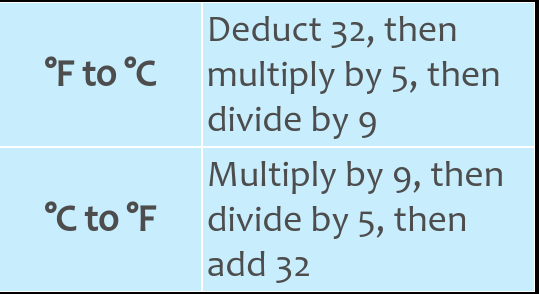 °F to °C
Deduct 32, then
multiply by 5, then
divide by 9
°C to °F
Multiply by 9, then
divide by 5, then
add 32